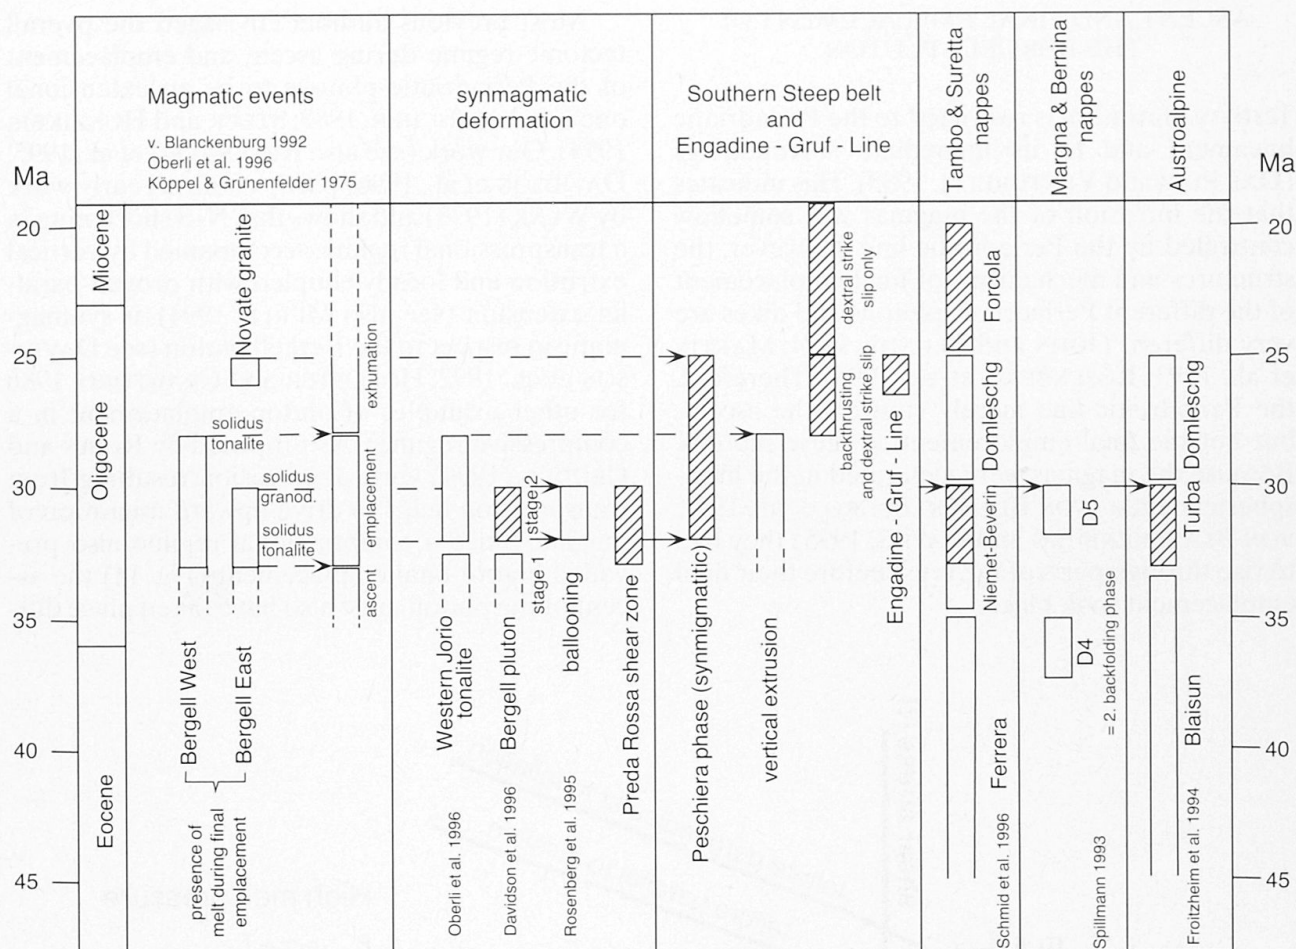 Magmatic events
v. Blanckenburg 1992
Oberli et al. 1996
Köppel & Grünenfelder 1975
synmagmatic
deformation
Southern Steep belt
and
Engadine - Gruf - Line
Tambo & Suretta
nappes
Margna & Bernina
nappes
Austroalpine
Ma
Ma
20
25
30
35
40
45
Miocene
Oligocene
Eocene
Novate granite
solidus
tonalite
solidus
granod.
solidus
tonalite
Bergell West
Bergell East
presence of
melt during final
emplacement
exhumation
emplacement
ascent
Western Jorio
tonalite
Oberli et al. 1996
Bergell pluton
stage 1
stage 2
Davidson et al. 1996
ballooning
Rosenberg et al. 1995
Preda Rossa shear zone
Peschiera phase (synmigmatitic)
vertical extrusion
dextral strike
slip only
backthrusting
and dextral strike slip
Engadine - Gruf - Line
Forcola
Domleschg
Niemet-Beverin
Ferrera
Schmid et al. 1996
D5
D4
= 2. backfolding phase
Spillmann 1993
Domleschg
Turba
Blaisun
Froitzheim et al. 1994
20
25
30
35
40
45